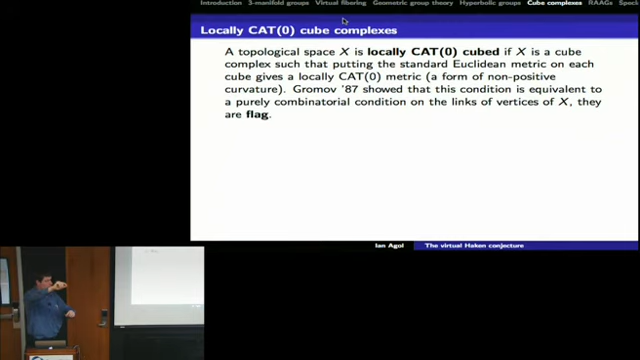 Introduction 3-manifold groups Virtual fibering Geometric group theory Hyperbolic groups Cube complexes RAAGs Speci
Locally CAT(0) cube complexes
A topological space X is locally CAT(0) cubed if X is a cube
complex such that putting the standard Euclidean metric on each
cube gives a locally CAT(0) metric (a form of non-positive
curvature). Gromov '87 showed that this condition is equivalent to
a purely combinatorial condition on the links of vertices of X, they
are flag.
Ian Agol The virtual Haken conjecture